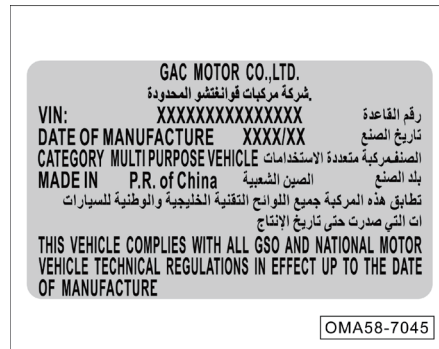 GAC MOTOR CO.,LTD.
شركة مركبات قوانغتشو المحدودة.
VIN: XXXXXXXXXXXXXXX رقم القاعدة
DATE OF MANUFACTURE XXXX/XX تاريخ الصنع
CATEGORY MULTI PURPOSE VEHICLE الصنف:مركبة متعددة الاستخدامات
MADE IN P.R. of China الصين الشعبية بلد الصنع
تطابق هذه المركبة جميع اللوائح التقنية الخليجية والوطنية للسيارات
ات التي صدرت حتى تاريخ الإنتاج
THIS VEHICLE COMPLIES WITH ALL GSO AND NATIONAL MOTOR
VEHICLE TECHNICAL REGULATIONS IN EFFECT UP TO THE DATE
OF MANUFACTURE
OMA58-7045